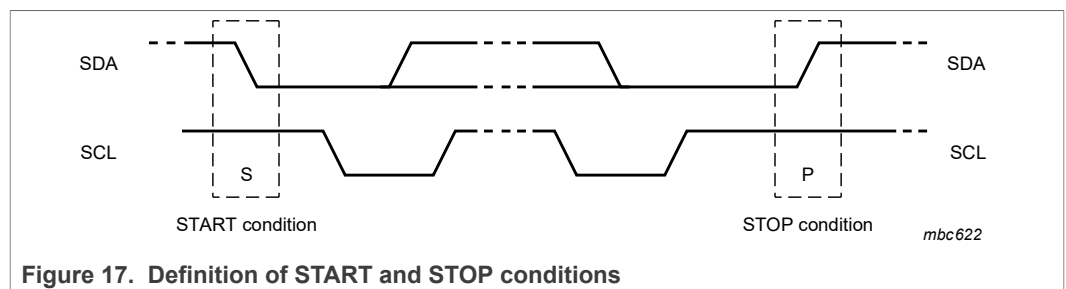 SDA
SDA
SCL
SCL
S
P
START condition
STOP condition
mbc622
Figure 17. Definition of START and STOP conditions